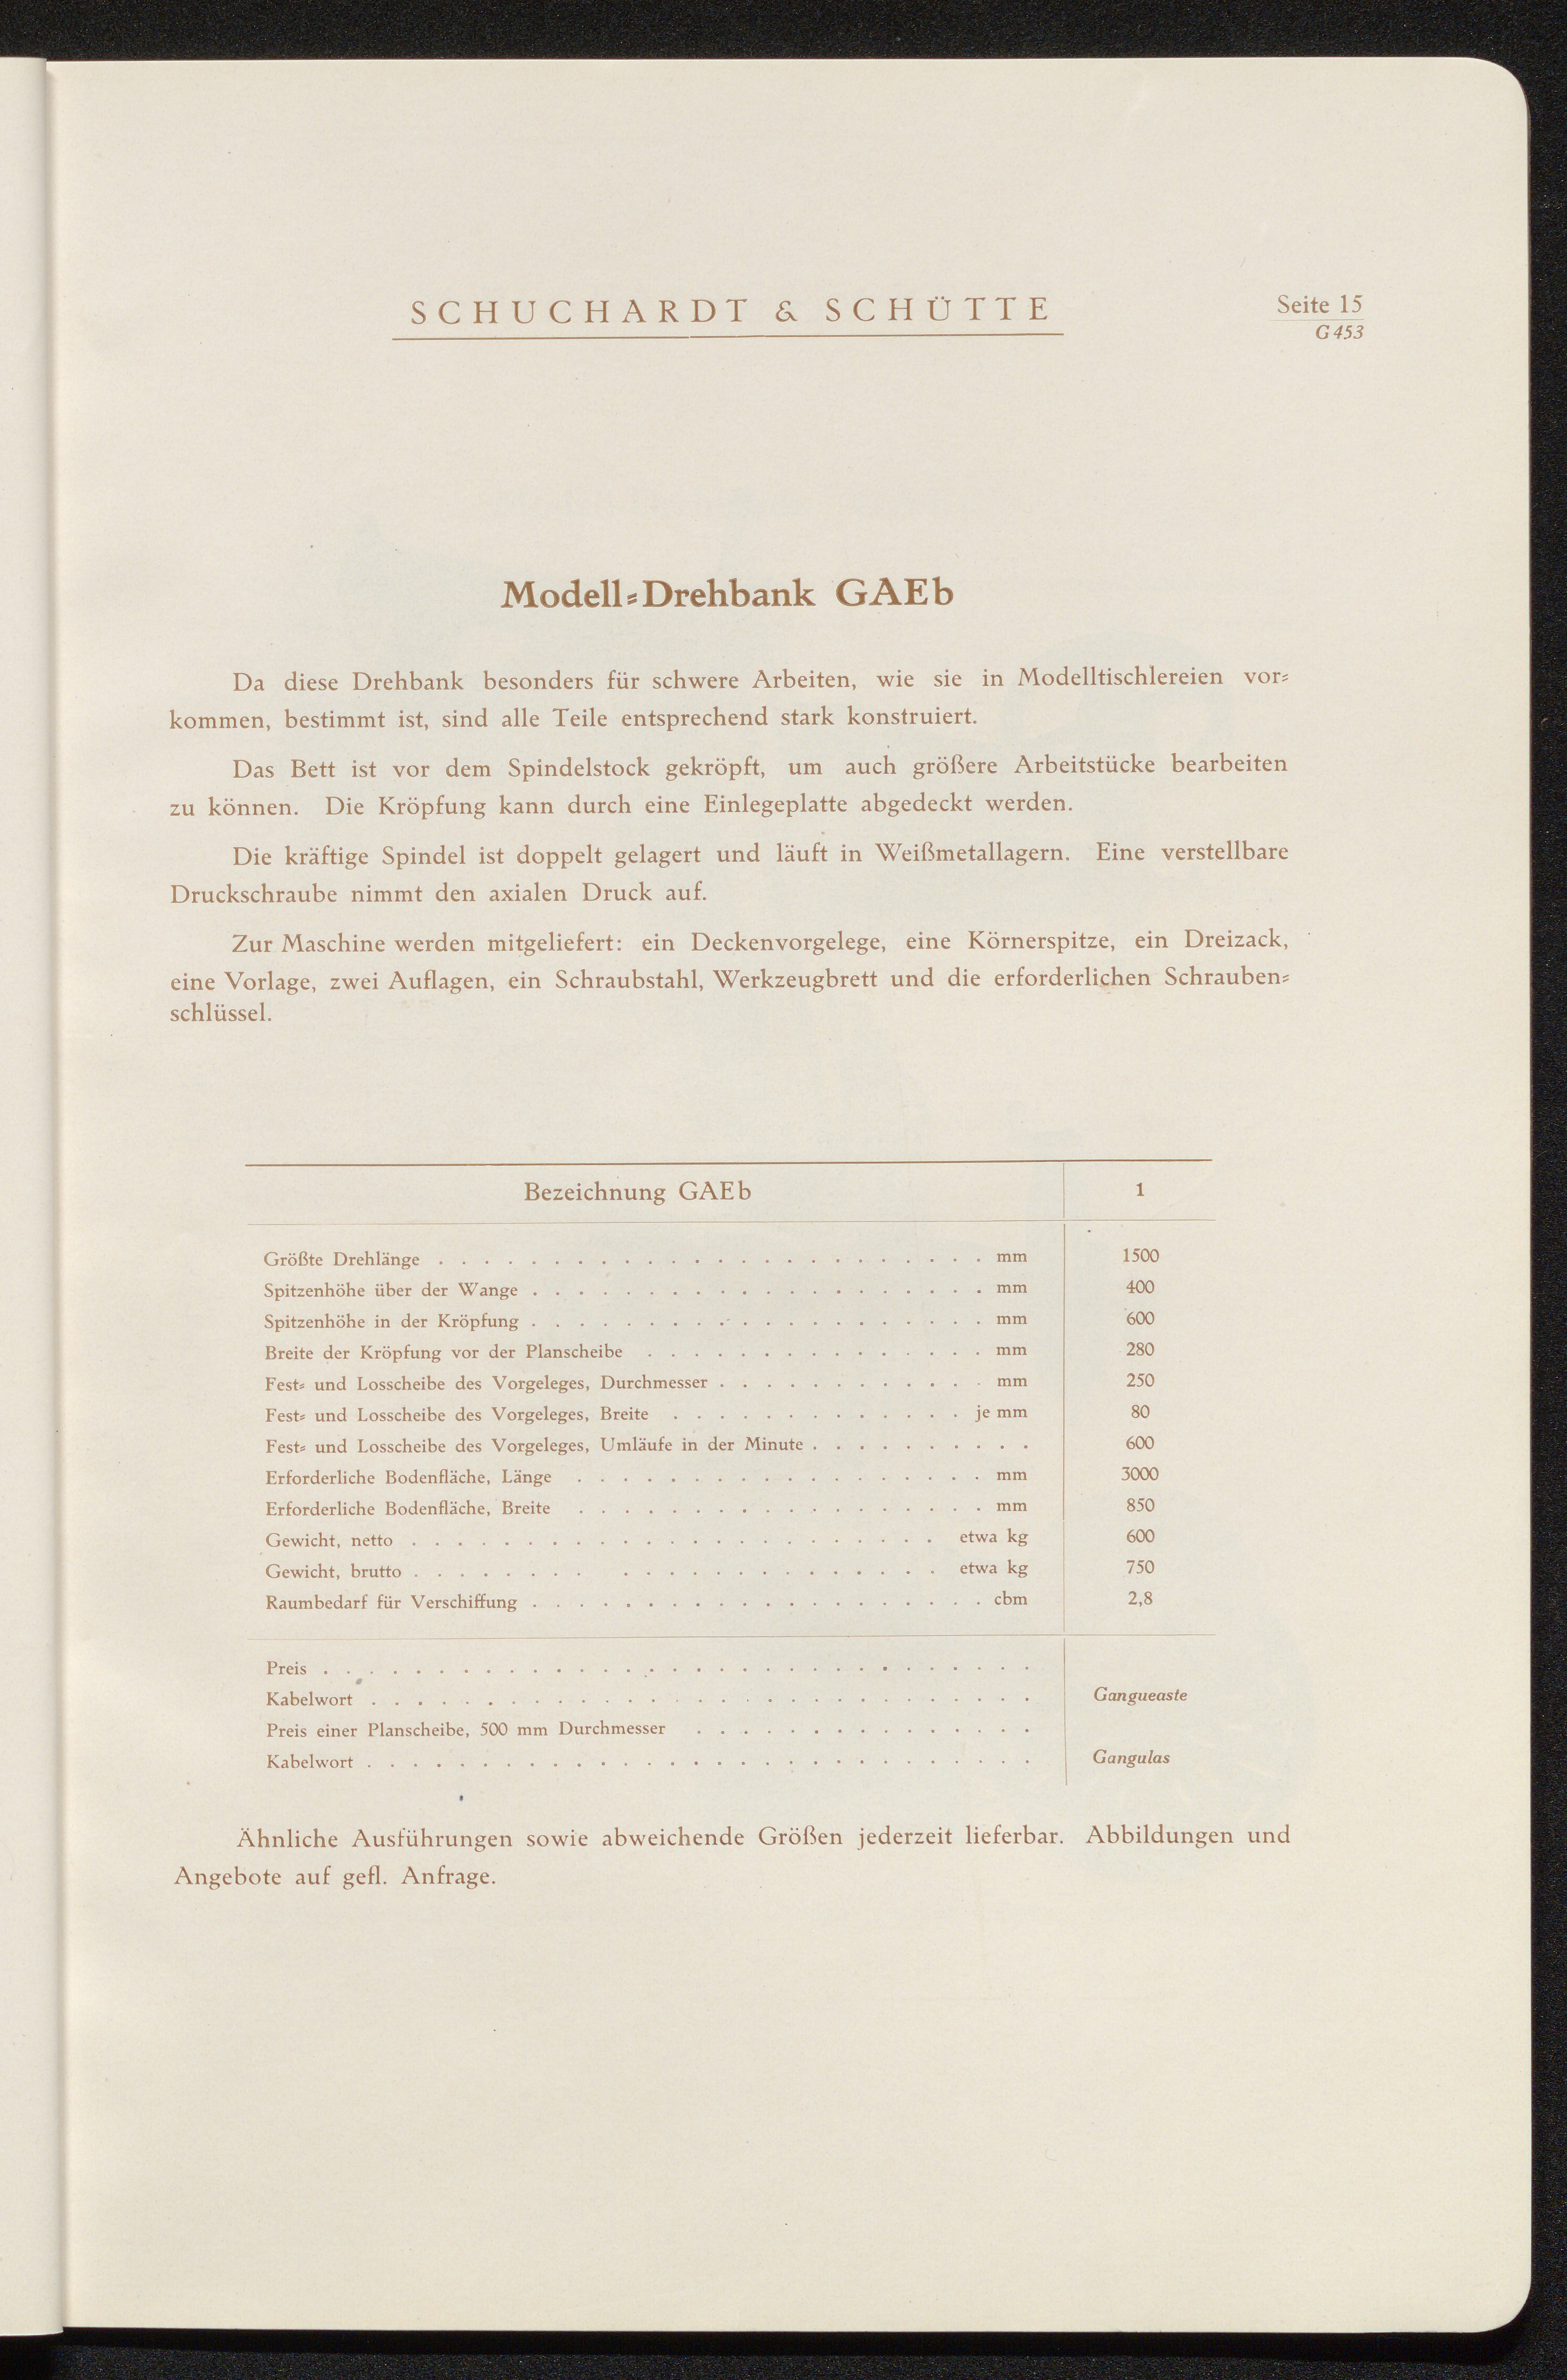 SCHUCHARDT & SCHÜTTE
Seite 15
G 453
Modell-Drehbank GAEb
Da diese Drehbank besonders für schwere Arbeiten, wie sie in Modelltischlereien vor-
kommen, bestimmt ist, sind alle Teile entsprechend stark konstruiert.
Das Bett ist vor dem Spindelstock gekröpft, um auch größere Arbeitstücke bearbeiten
zu können. Die Kröpfung kann durch eine Einlegeplatte abgedeckt werden.
Die kräftige Spindel ist doppelt gelagert und läuft in Weißmetallagern. Eine verstellbare
Druckschraube nimmt den axialen Druck auf.
Zur Maschine werden mitgeliefert: ein Deckenvorgelege, eine Körnerspitze, ein Dreizack,
eine Vorlage, zwei Auflagen, ein Schraubstahl, Werkzeugbrett und die erforderlichen Schrauben-
schlüssel.
Bezeichnung GAEb 1
Größte Drehlänge . . . . . . . . . . . . . . . . . . . . . . . . mm 1500
Spitzenhöhe über der Wange . . . . . . . . . . . . . . . . . . . . mm 400
Spitzenhöhe in der Kröpfung . . . . . . . . . . . . . . . . . . . . mm 600
Breite der Kröpfung vor der Planscheibe . . . . . . . . . . . . . . . mm 280
Fest- und Losscheibe des Vorgeleges, Durchmesser . . . . . . . . . . . . mm 250
Fest- und Losscheibe des Vorgeleges, Breite . . . . . . . . . . . . . je mm 80
Fest- und Losscheibe des Vorgeleges, Umläufe in der Minute . . . . . . . . . . 600
Erforderliche Bodenfläche, Länge . . . . . . . . . . . . . . . . . . mm 3000
Erforderliche Bodenfläche, Breite . . . . . . . . . . . . . . . . . . mm 850
Gewicht, netto . . . . . . . . . . . . . . . . . . . . . . . etwa kg 600
Gewicht, brutto . . . . . . . . . . . . . . . . . . . . . . etwa kg 750
Raumbedarf für Verschiffung . . . . . . . . . . . . . . . . . . . . cbm 2,8
Preis . . . . . . . . . . . . . . . . . . . . . . . . . . . . . . .
Kabelwort . . . . . . . . . . . . . . . . . . . . . . . . . . . . . Gangueaste
Preis einer Planscheibe, 500 mm Durchmesser . . . . . . . . . . . . . . .
Kabelwort . . . . . . . . . . . . . . . . . . . . . . . . . . . . . Gangulas
Ähnliche Ausführungen sowie abweichende Größen jederzeit lieferbar. Abbildungen und
Angebote auf gefl. Anfrage.